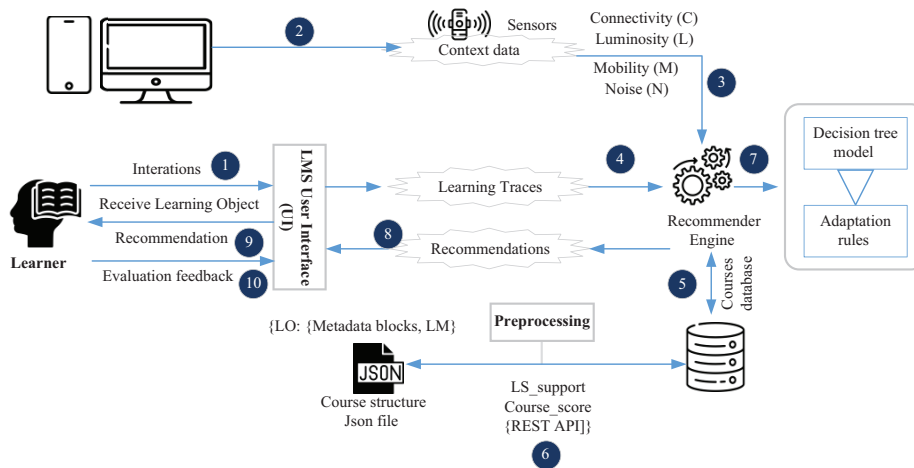 2
Sensors
Context data
Connectivity (C)
Luminosity (L)
Mobility (M)
Noise (N)
3
Interations
1
Receive Learning Object
Recommendation
9
Evaluation feedback
10
Learner
LMS User Interface
(UI)
Learning Traces
4
8
Recommendations
7
Recommender
Engine
Decision tree
model
Adaptation
rules
5
Courses
database
Preprocessing
{LO: {Metadata blocks, LM}
JSON
Course structure
Json file
LS_support
Course_score
{REST API]}
6